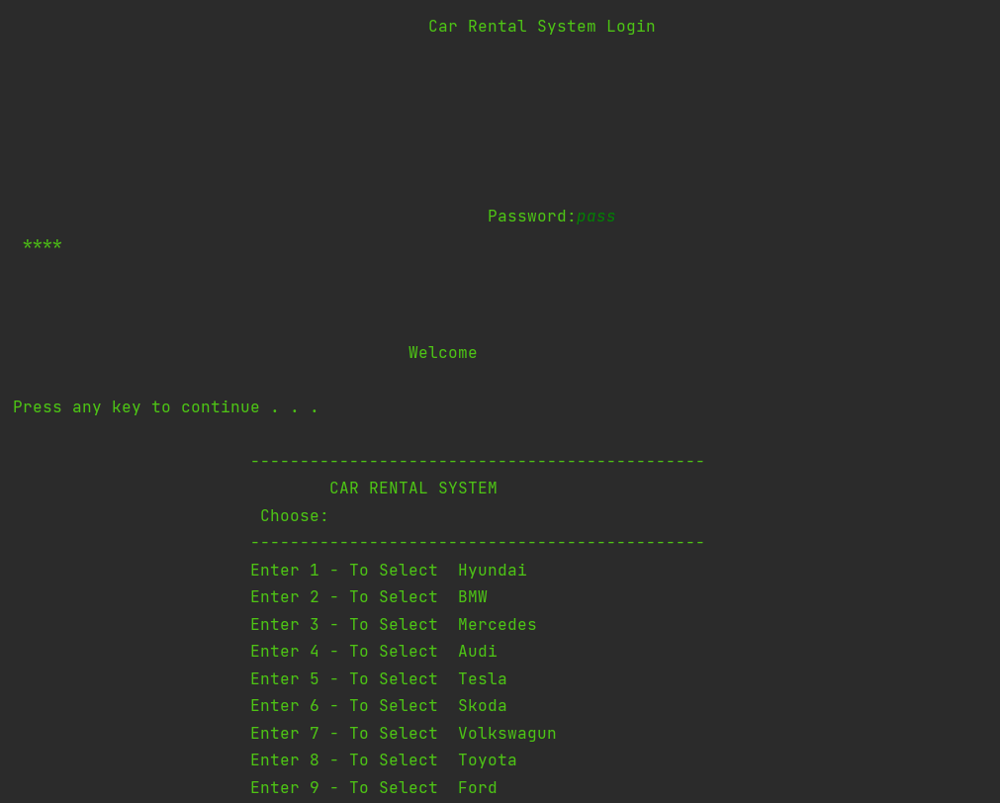 Car Rental System Login
Password:pass
****
Welcome
Press any key to continue . . .
----------------------------------------------
CAR RENTAL SYSTEM
Choose:
----------------------------------------------
Enter 1 - To Select  Hyundai
Enter 2 - To Select  BMW
Enter 3 - To Select  Mercedes
Enter 4 - To Select  Audi
Enter 5 - To Select  Tesla
Enter 6 - To Select  Skoda
Enter 7 - To Select  Volkswagun
Enter 8 - To Select  Toyota
Enter 9 - To Select  Ford